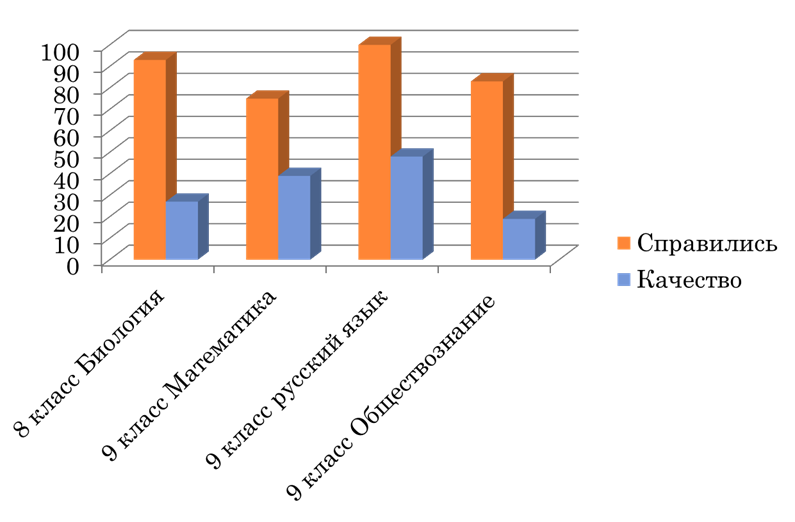 100
90
80
70
60
50
40
30
20
10
0
8 класс Биология
9 класс Математика
9 класс русский язык
9 класс Обществознание
Справились
Качество